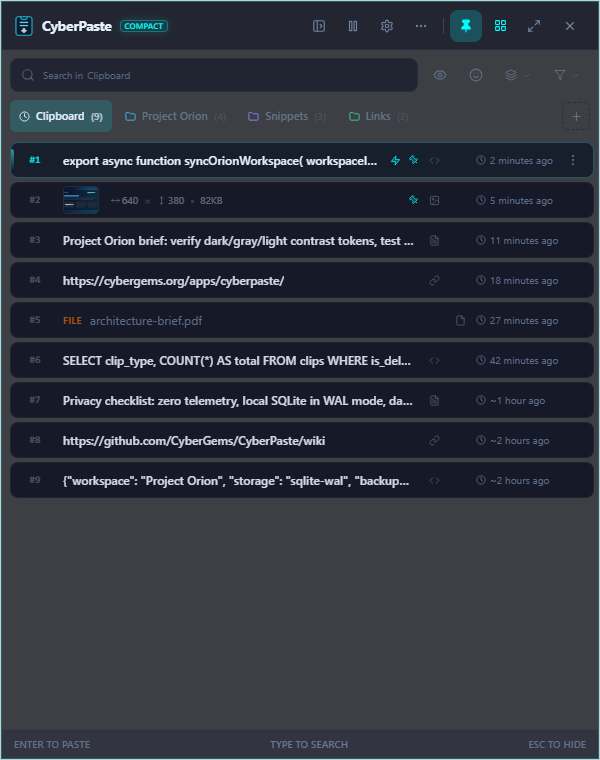 CyberPaste COMPACT
Search in Clipboard
Clipboard (9) Project Orion (4) Snippets (3) Links (2) +
#1 export async function syncOrionWorkspace( workspaceI... 2 minutes ago
#2 ↔640 × ↕ 380 • 82KB 5 minutes ago
#3 Project Orion brief: verify dark/gray/light contrast tokens, test ... 11 minutes ago
#4 https://cybergems.org/apps/cyberpaste/ 18 minutes ago
#5 FILE architecture-brief.pdf 27 minutes ago
#6 SELECT clip_type, COUNT(*) AS total FROM clips WHERE is_del... 42 minutes ago
#7 Privacy checklist: zero telemetry, local SQLite in WAL mode, da... ~1 hour ago
#8 https://github.com/CyberGems/CyberPaste/wiki ~2 hours ago
#9 {"workspace": "Project Orion", "storage": "sqlite-wal", "backup... ~2 hours ago
ENTER TO PASTE TYPE TO SEARCH ESC TO HIDE